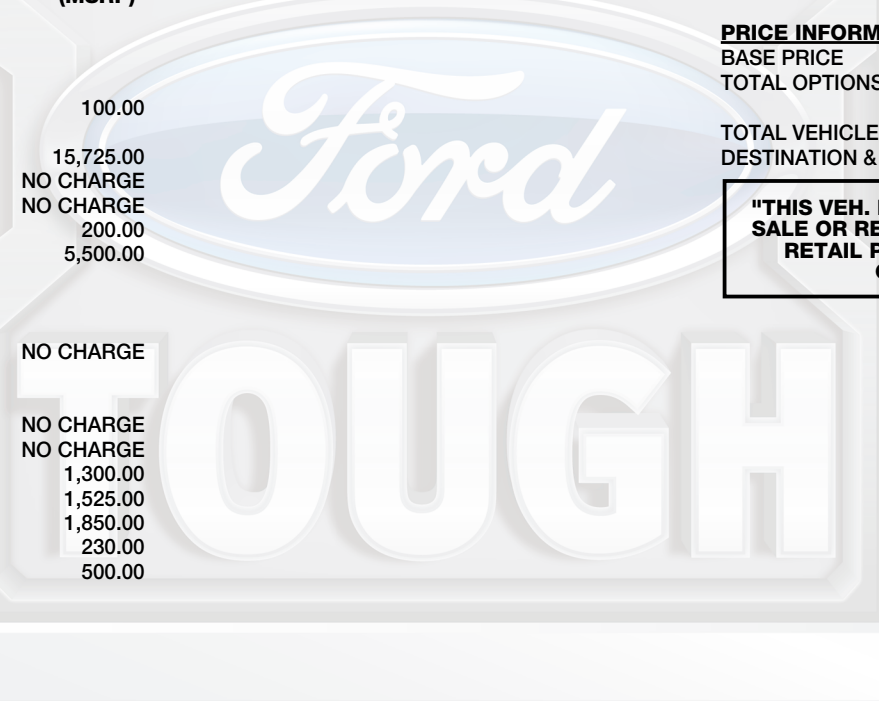 100.00
15,725.00
NO CHARGE
NO CHARGE
200.00
5,500.00
NO CHARGE
NO CHARGE
NO CHARGE
1,300.00
1,525.00
1,850.00
230.00
500.00
PRICE INFORM
BASE PRICE
TOTAL OPTIONS
TOTAL VEHICLE
DESTINATION &
"THIS VEH.
SALE OR RE
RETAIL
Ford
TOUGH